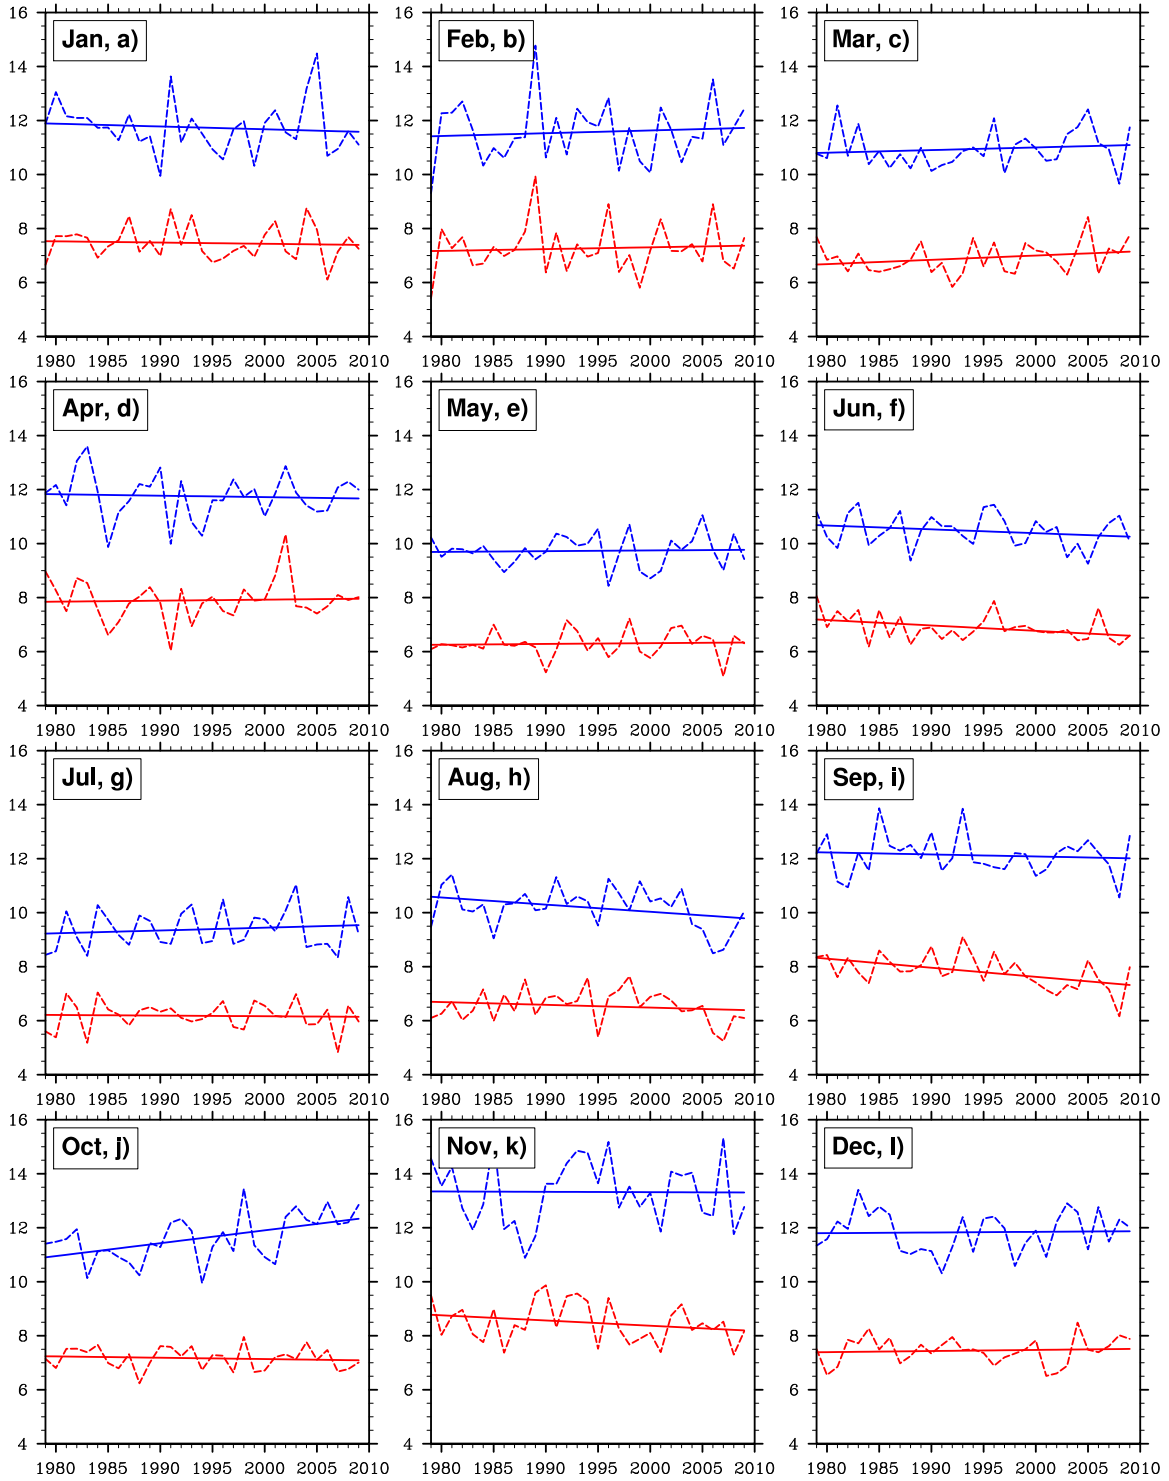 16 16 16
Jan, a) Feb, b) Mar, c)
14 14 14
12 12 12
10 10 10
8 8 8
6 6 6
4 4 4
1980 1985 1990 1995 2000 2005 2010 1980 1985 1990 1995 2000 2005 2010 1980 1985 1990 1995 2000 2005 2010
16 16 16
Apr, d) May, e) Jun, f)
14 14 14
12 12 12
10 10 10
8 8 8
6 6 6
4 4 4
1980 1985 1990 1995 2000 2005 2010 1980 1985 1990 1995 2000 2005 2010 1980 1985 1990 1995 2000 2005 2010
16 16 16
Jul, g) Aug, h) Sep, i)
14 14 14
12 12 12
10 10 10
8 8 8
6 6 6
4 4 4
1980 1985 1990 1995 2000 2005 2010 1980 1985 1990 1995 2000 2005 2010 1980 1985 1990 1995 2000 2005 2010
16 16 16
Oct, j) Nov, k) Dec, l)
14 14 14
12 12 12
10 10 10
8 8 8
6 6 6
4 4 4
1980 1985 1990 1995 2000 2005 2010 1980 1985 1990 1995 2000 2005 2010 1980 1985 1990 1995 2000 2005 2010